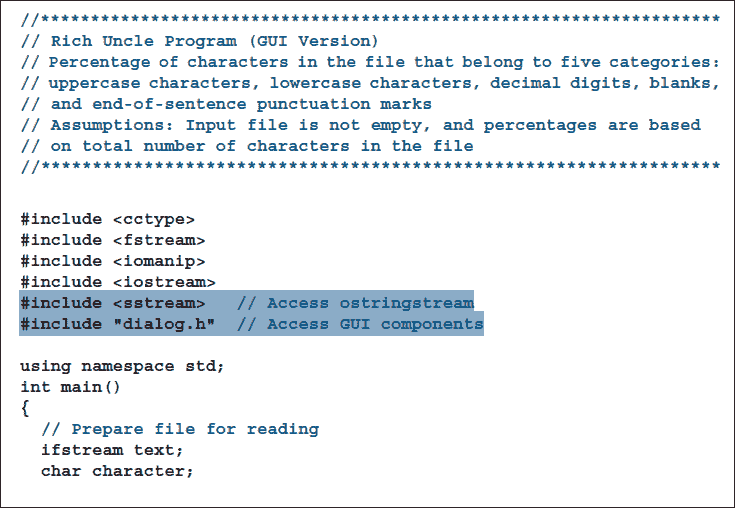 //******************************************************************
// Rich Uncle Program (GUI Version)
// Percentage of characters in the file that belong to five categories:
// uppercase characters, lowercase characters, decimal digits, blanks,
// and end-of-sentence punctuation marks
// Assumptions: Input file is not empty, and percentages are based
// on total number of characters in the file
//******************************************************************
#include <cctype>
#include <fstream>
#include <iomanip>
#include <iostream>
#include <sstream>   // Access ostringstream
#include "dialog.h"  // Access GUI components
using namespace std;
int main()
{
  // Prepare file for reading
  ifstream text;
  char character;